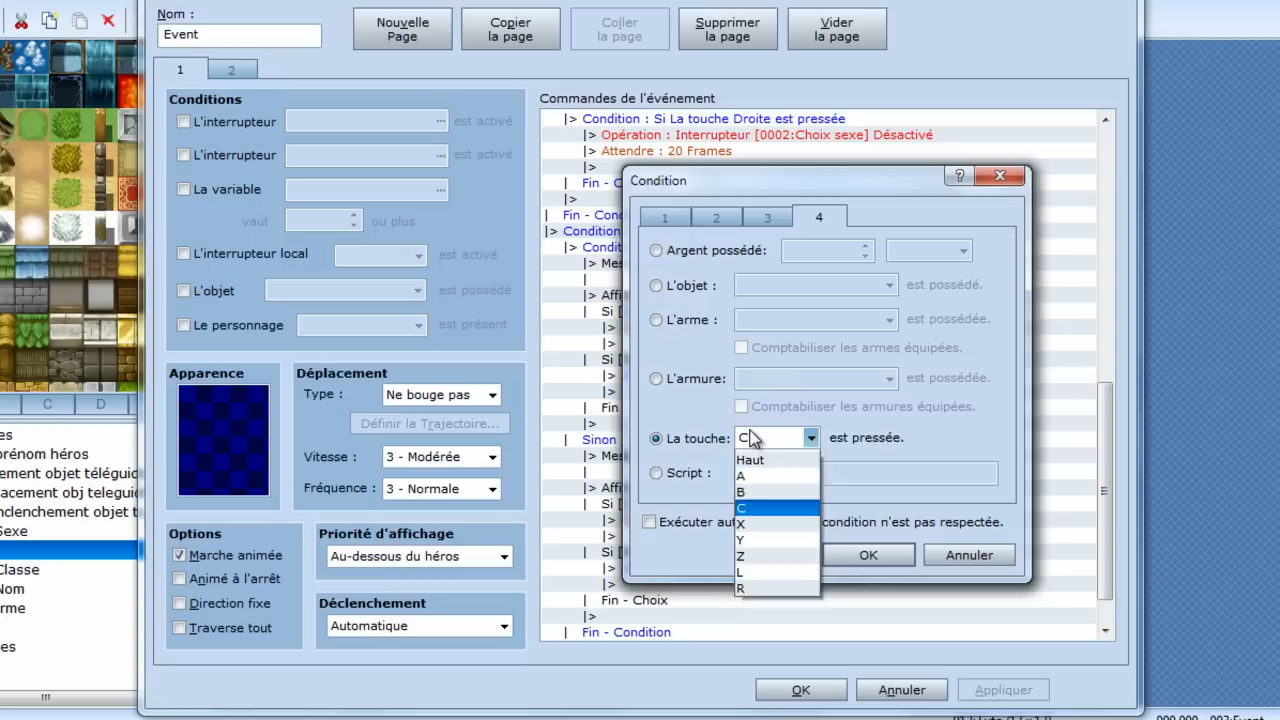 Nom :
Event
Nouvelle
Page
Copier
la page
Coller
la page
Supprimer
la page
Vider
la page
1
2
Conditions
L'interrupteur
est activé
L'interrupteur
est activé
La variable
vaut
ou plus
L'interrupteur local
est activé
L'objet
est possédé
Le personnage
est présent
Apparence
Déplacement
Type :
Ne bouge pas
Définir la Trajectoire...
Vitesse :
3 - Modérée
Fréquence :
3 - Normale
Options
Marche animée
Animé à l'arrêt
Direction fixe
Traverse tout
Priorité d'affichage
Au-dessous du héros
Déclenchement
Automatique
Commandes de l'événement
|> Condition : Si La touche Droite est pressée
|> Opération : Interrupteur [0002:Choix sexe] Désactivé
|> Attendre : 20 Frames
|>
| Fin - C
|>
| Fin - Cond
|> Condition
|> Condit
|> Mes
|
|> Affi
| Si [
|>
|>
| Si [
|>
|>
| Fin
|>
| Sinon
|> Mes
|
|> Affi
| Si [
|>
|>
| Si [
|>
|>
| Fin - Choix
|>
| Fin - Condition
Condition
?
1
2
3
4
Argent possédé:
L'objet :
est possédé.
L'arme :
est possédée.
Comptabiliser les armes équipées.
L'armure:
est possédée.
Comptabiliser les armures équipées.
La touche:
C
est pressée.
Haut
A
B
C
X
Y
Z
L
R
Script :
Exécuter aut
condition n'est pas respectée.
OK
Annuler
C
D
es
prénom héros
ement objet téléguid
lacement obj teleguid
nclenchement objet t
Sexe
Classe
Nom
rme
es
OK
Annuler
Appliquer